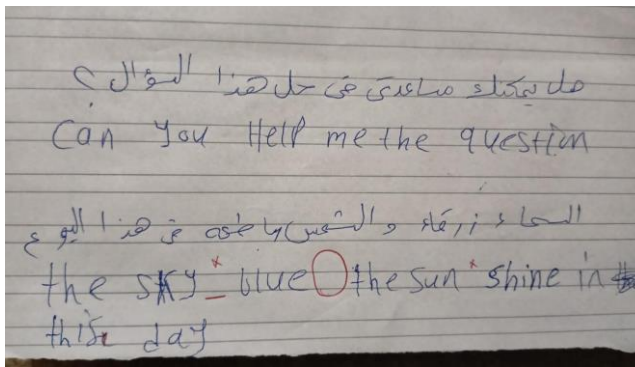 هل يمكنك مساعدتي في حل هذا السؤال ؟
Can you Help me the question
السماء زرقاء و الشمس ساطعة في هذا اليوم
the sky blue the sun shine in
this day